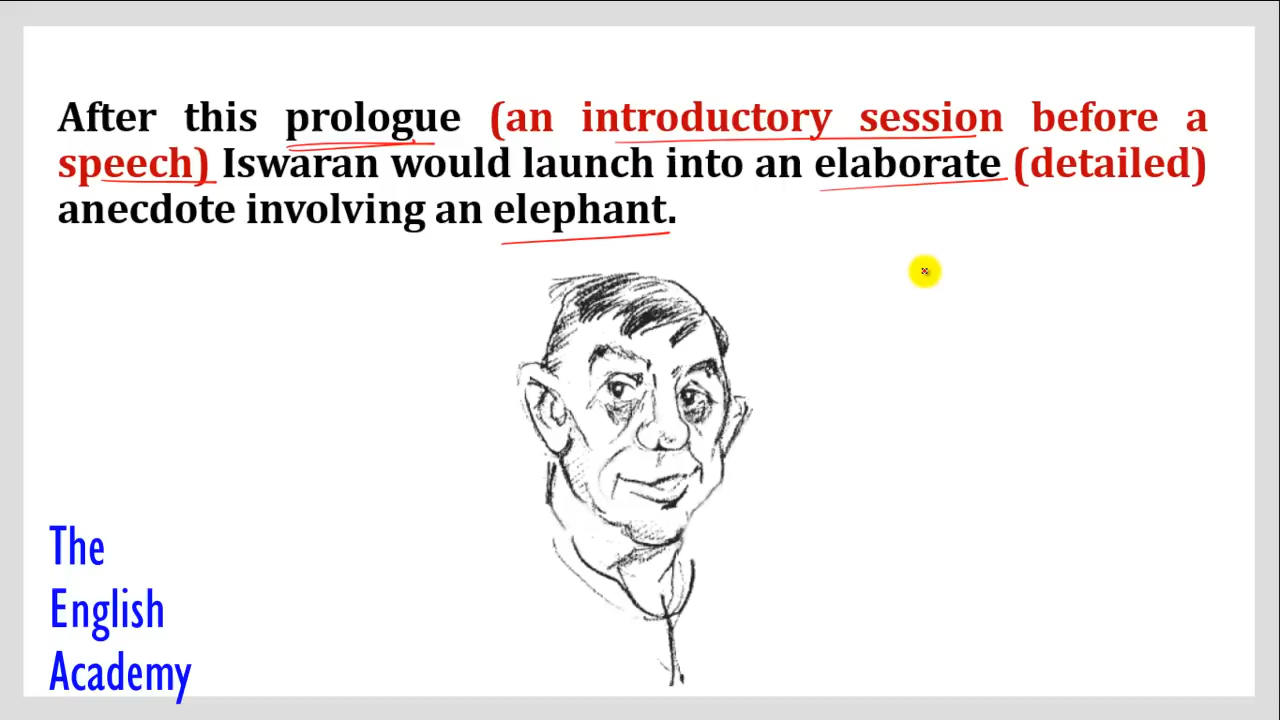 After this prologue (an introductory session before a
speech) Iswaran would launch into an elaborate (detailed)
anecdote involving an elephant.
The
English
Academy